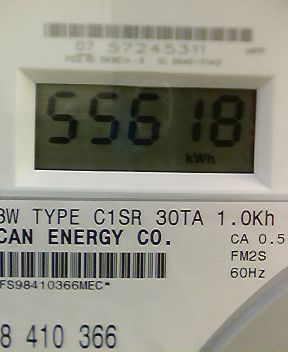 07 57245311
55618
kWh
3W TYPE C1SR 30TA 1.0Kh
CAN ENERGY CO.
CA 0.5
FM2S
60Hz
FS98410366MEC*
8 410 366